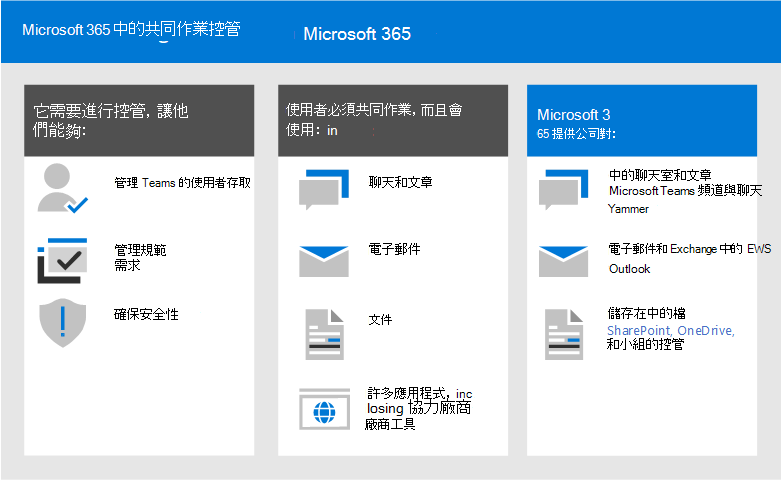 Microsoft 365 中的共同作業控管
Microsoft 365
它需要進行控管, 讓他
們能夠:
管理 Teams 的使用者存取
管理規範
需求
確保安全性
使用者必須共同作業, 而且會
使用: in
聊天和文章
電子郵件
文件
許多應用程式, inc
losing 協力廠商
廠商工具
Microsoft 3
65 提供公司對:
中的聊天室和文章
Microsoft Teams 頻道與聊天
Yammer
電子郵件和 Exchange 中的 EWS
Outlook
儲存在中的檔
SharePoint, OneDrive,
和小組的控管